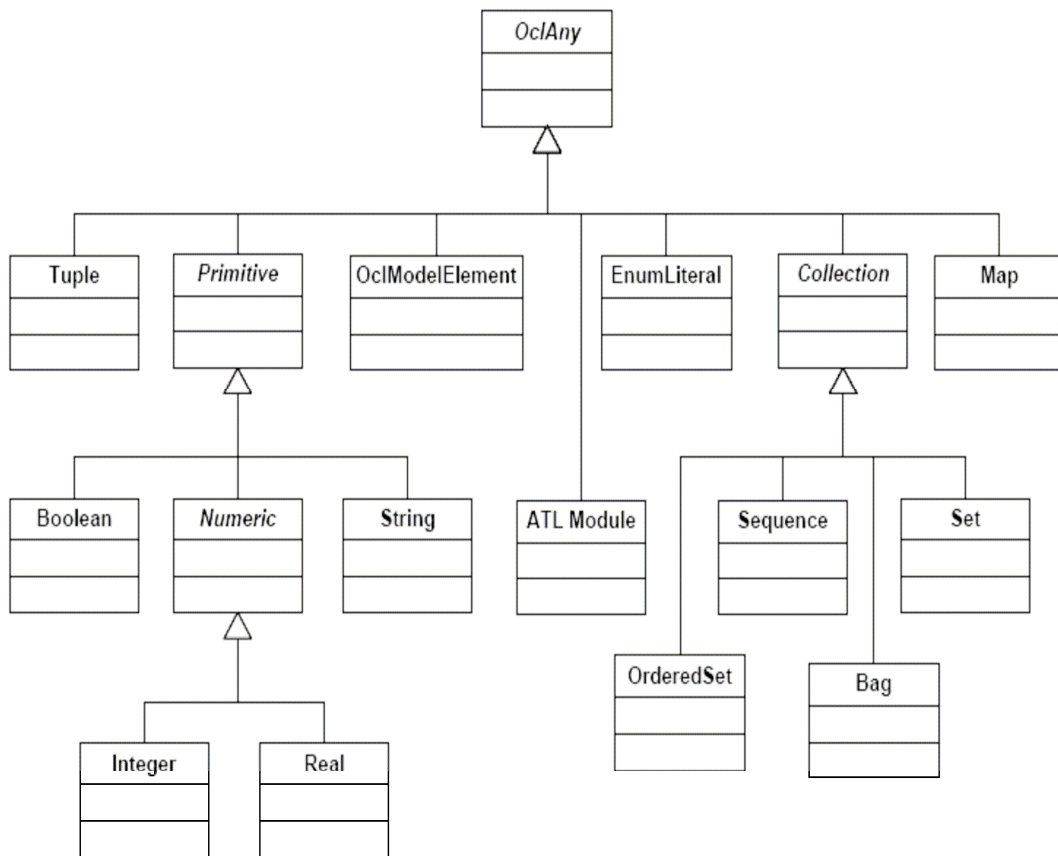 OclAny
Tuple
Primitive
OclModelElement
EnumLiteral
Collection
Map
Boolean
Numeric
String
ATL Module
Sequence
Set
OrderedSet
Bag
Integer
Real